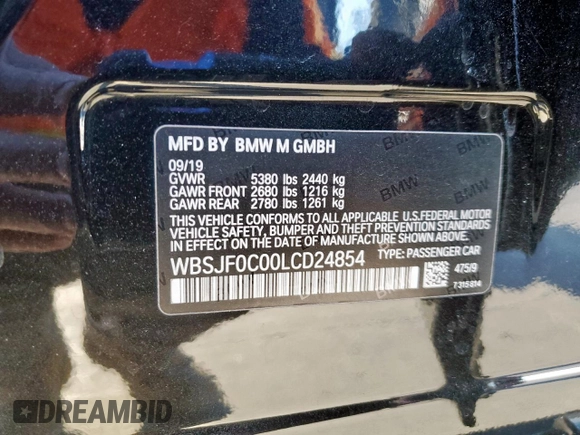 MFD BY BMW M GMBH
09/19
GVWR 5380 lbs 2440 kg
GAWR FRONT 2680 lbs 1216 kg
GAWR REAR 2780 lbs 1261 kg
THIS VEHICLE CONFORMS TO ALL APPLICABLE U.S.FEDERAL MOTOR
VEHICLE SAFETY, BUMPER AND THEFT PREVENTION STANDARDS
IN EFFECT ON THE DATE OF MANUFACTURE SHOWN ABOVE.
WBSJF0C00LCD24854 TYPE: PASSENGER CAR
475/9
7315814
DREAMBID